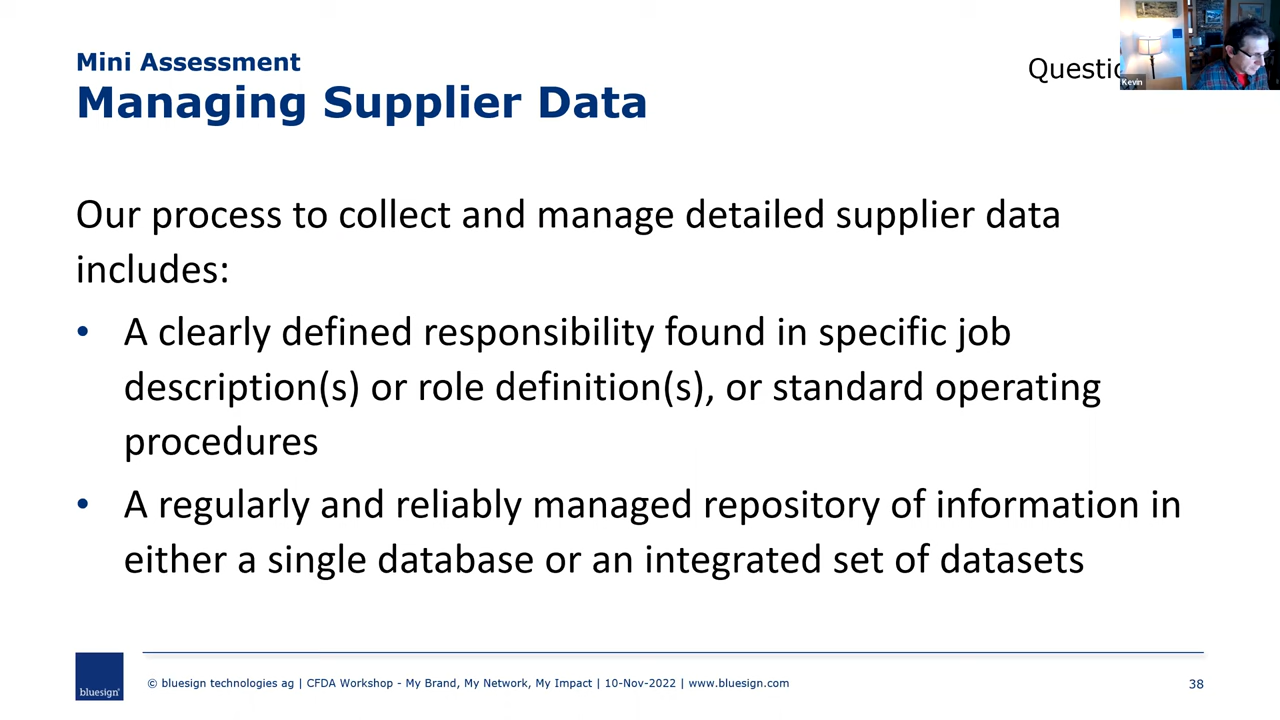 Mini Assessment
Managing Supplier Data
Kevin
Our process to collect and manage detailed supplier data
includes:
• A clearly defined responsibility found in specific job
description(s) or role definition(s), or standard operating
procedures
• A regularly and reliably managed repository of information in
either a single database or an integrated set of datasets
bluesign®
© bluesign technologies ag | CFDA Workshop - My Brand, My Network, My Impact | 10-Nov-2022 | www.bluesign.com
38